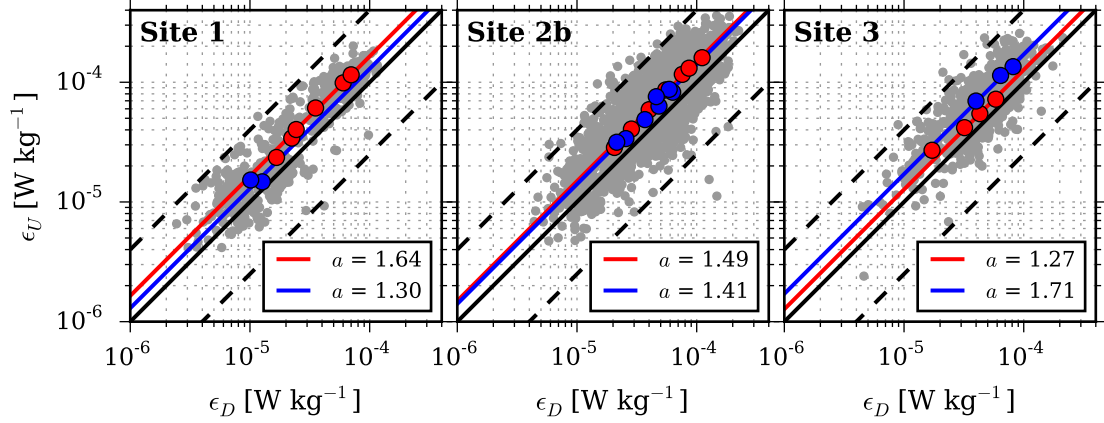 Site 1
Site 2b
Site 3
10⁻⁴
10⁻⁵
10⁻⁶
ϵ_U [W kg⁻¹]
a = 1.64
a = 1.30
a = 1.49
a = 1.41
a = 1.27
a = 1.71
10⁻⁶ 10⁻⁵ 10⁻⁴
10⁻⁶ 10⁻⁵ 10⁻⁴
10⁻⁶ 10⁻⁵ 10⁻⁴
ϵ_D [W kg⁻¹]
ϵ_D [W kg⁻¹]
ϵ_D [W kg⁻¹]